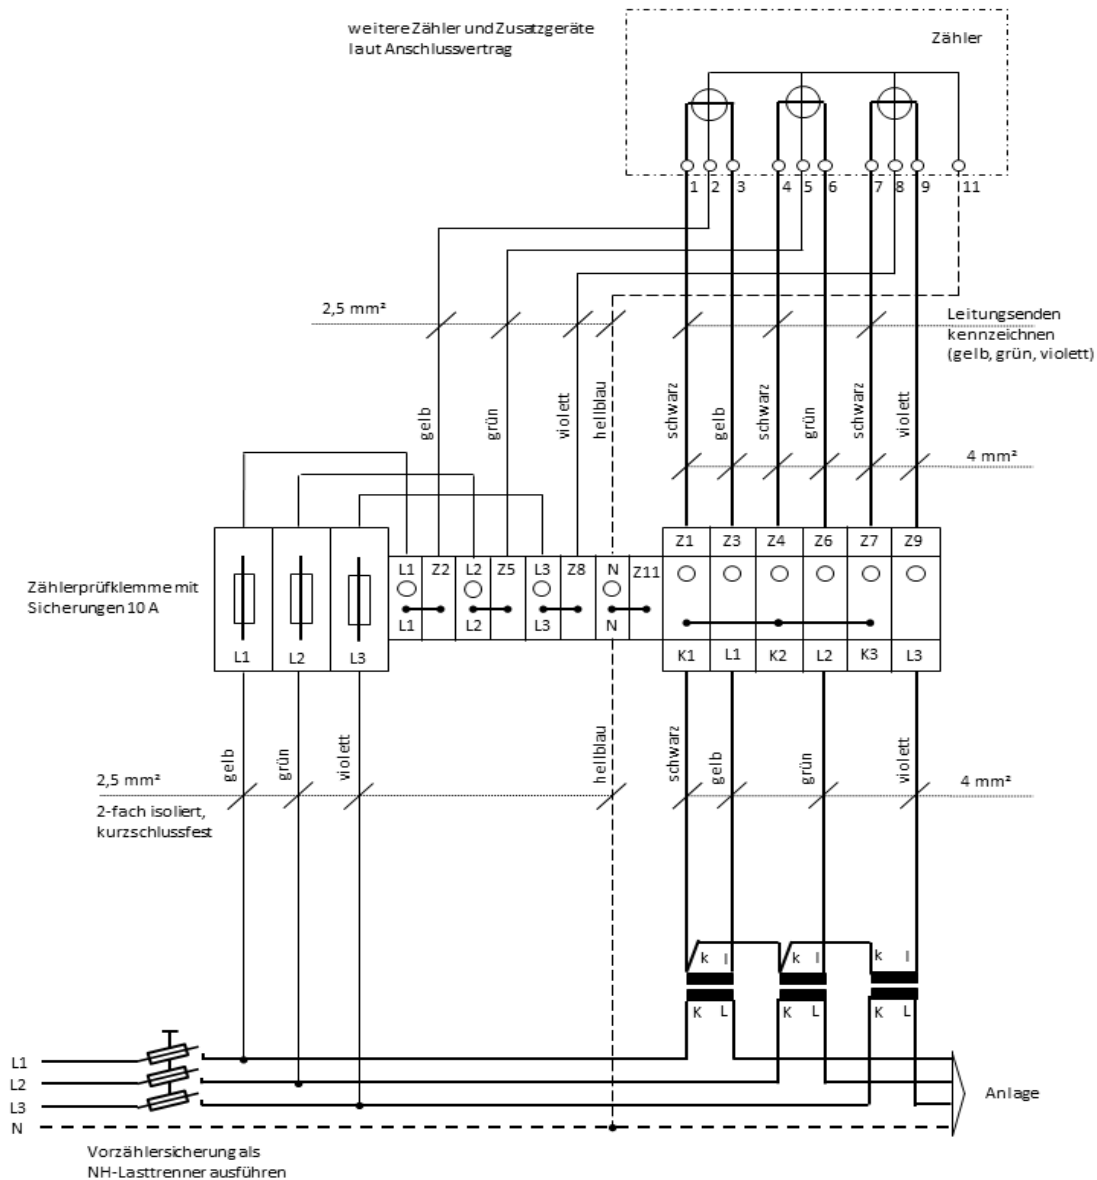 weitere Zähler und Zusatzgeräte
laut Anschlussvertrag
Zähler
1 2 3 4 5 6 7 8 9 11
2,5 mm²
Leitungsenden
kennzeichnen
(gelb, grün, violett)
gelb
grün
violett
hellblau
schwarz
gelb
schwarz
grün
schwarz
violett
4 mm²
Z1 Z3 Z4 Z6 Z7 Z9
L1 Z2 L2 Z5 L3 Z8 N Z11
Zählerprüfklemme mit
Sicherungen 10 A
L1 L2 L3 N
L1 L2 L3
K1 L1 K2 L2 K3 L3
gelb
grün
violett
hellblau
schwarz
gelb
grün
violett
2,5 mm²
4 mm²
2-fach isoliert,
kurzschlussfest
k l k l k l
K L K L K L
L1
L2
L3
N
Anlage
Vorzählersicherung als
NH-Lasttrenner ausführen